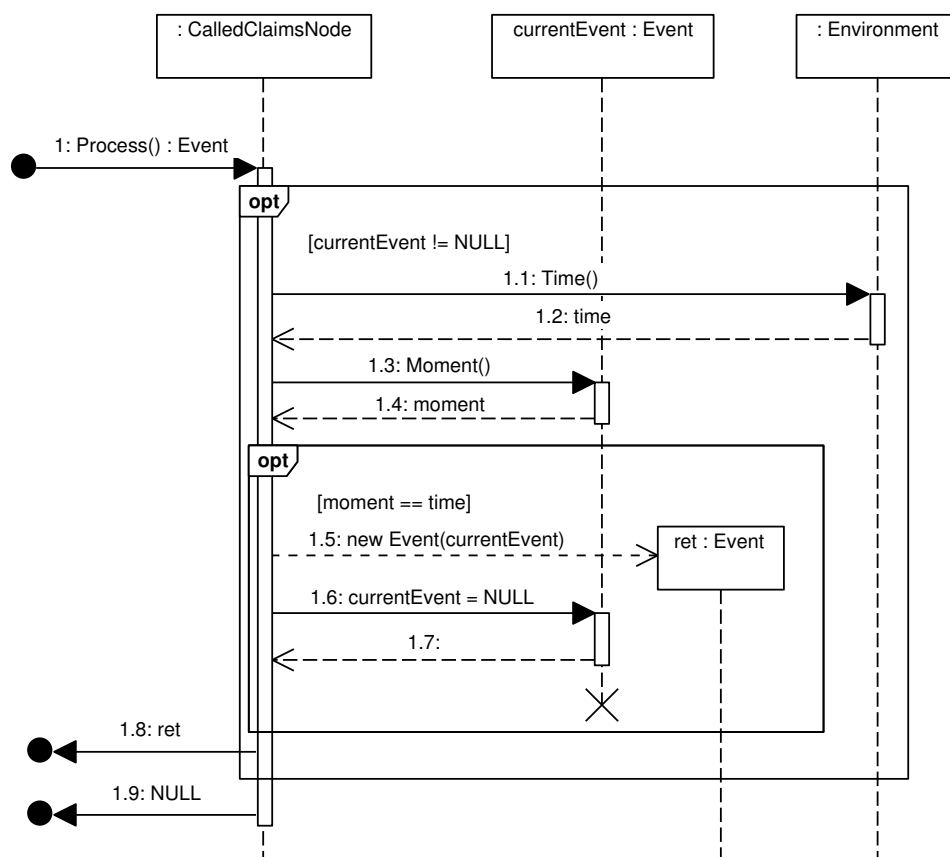 : CalledClaimsNode
currentEvent : Event
: Environment
1: Process() : Event
opt
[currentEvent != NULL]
1.1: Time()
1.2: time
1.3: Moment()
1.4: moment
opt
[moment == time]
1.5: new Event(currentEvent)
ret : Event
1.6: currentEvent = NULL
1.7:
1.8: ret
1.9: NULL